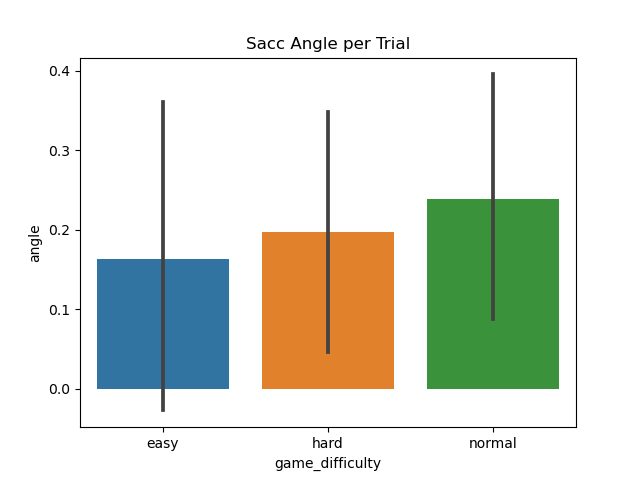 Sacc Angle per Trial
0.4
0.3
0.2
0.1
0.0
angle
easy hard normal
game_difficulty